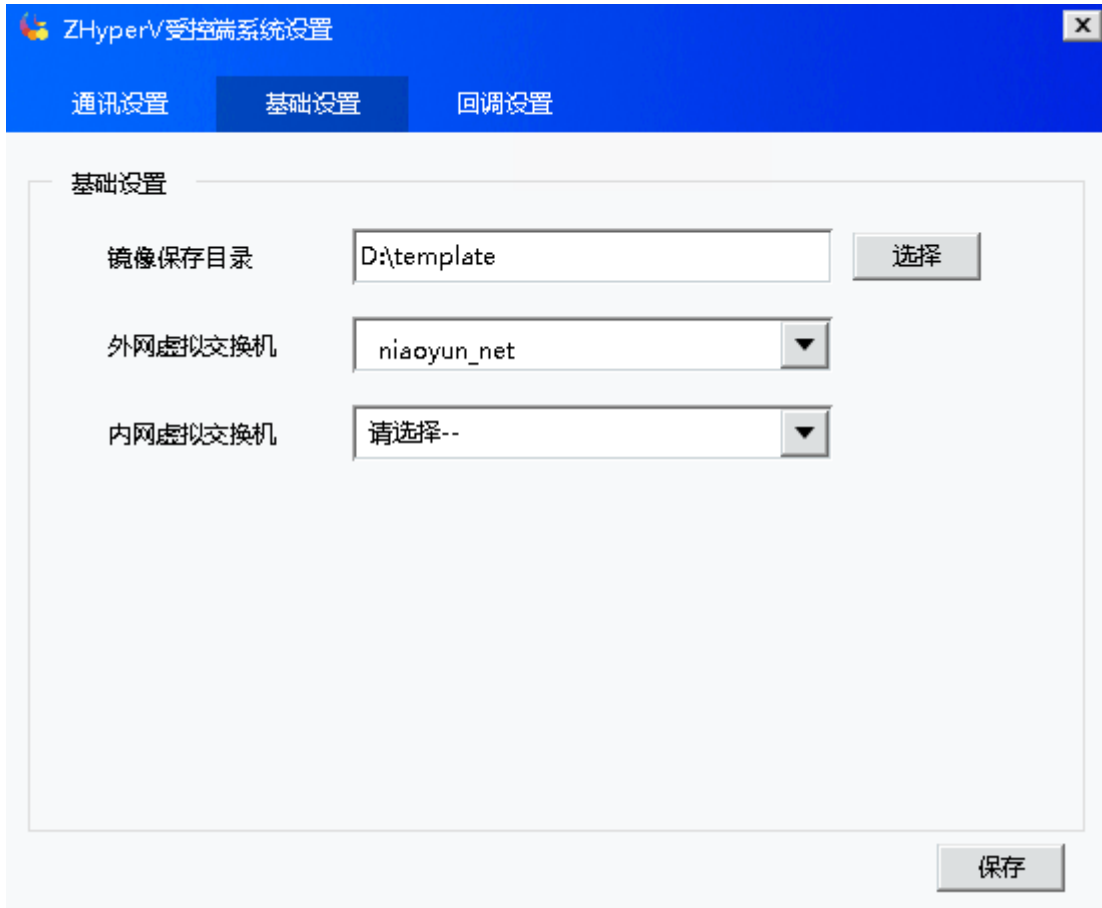 ZHyperV受控端系统设置
通讯设置 基础设置 回调设置
基础设置
镜像保存目录 D:\template 选择
外网虚拟交换机 niaoyun_net
内网虚拟交换机 请选择--
保存